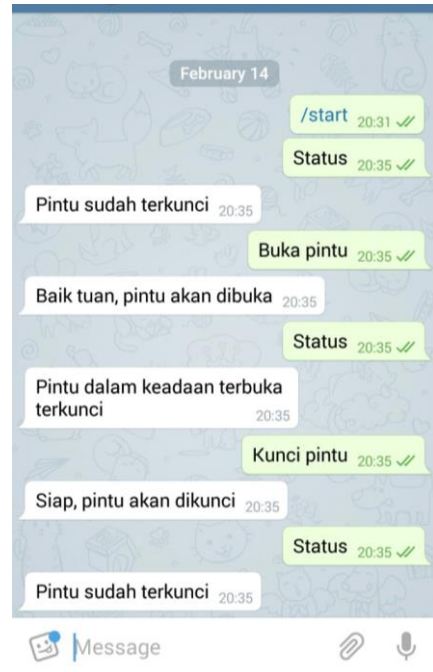 February 14
/start 20:31
Status 20:35
Pintu sudah terkunci 20:35
Buka pintu 20:35
Baik tuan, pintu akan dibuka 20:35
Status 20:35
Pintu dalam keadaan terbuka
terkunci 20:35
Kunci pintu 20:35
Siap, pintu akan dikunci 20:35
Status 20:35
Pintu sudah terkunci 20:35
Message